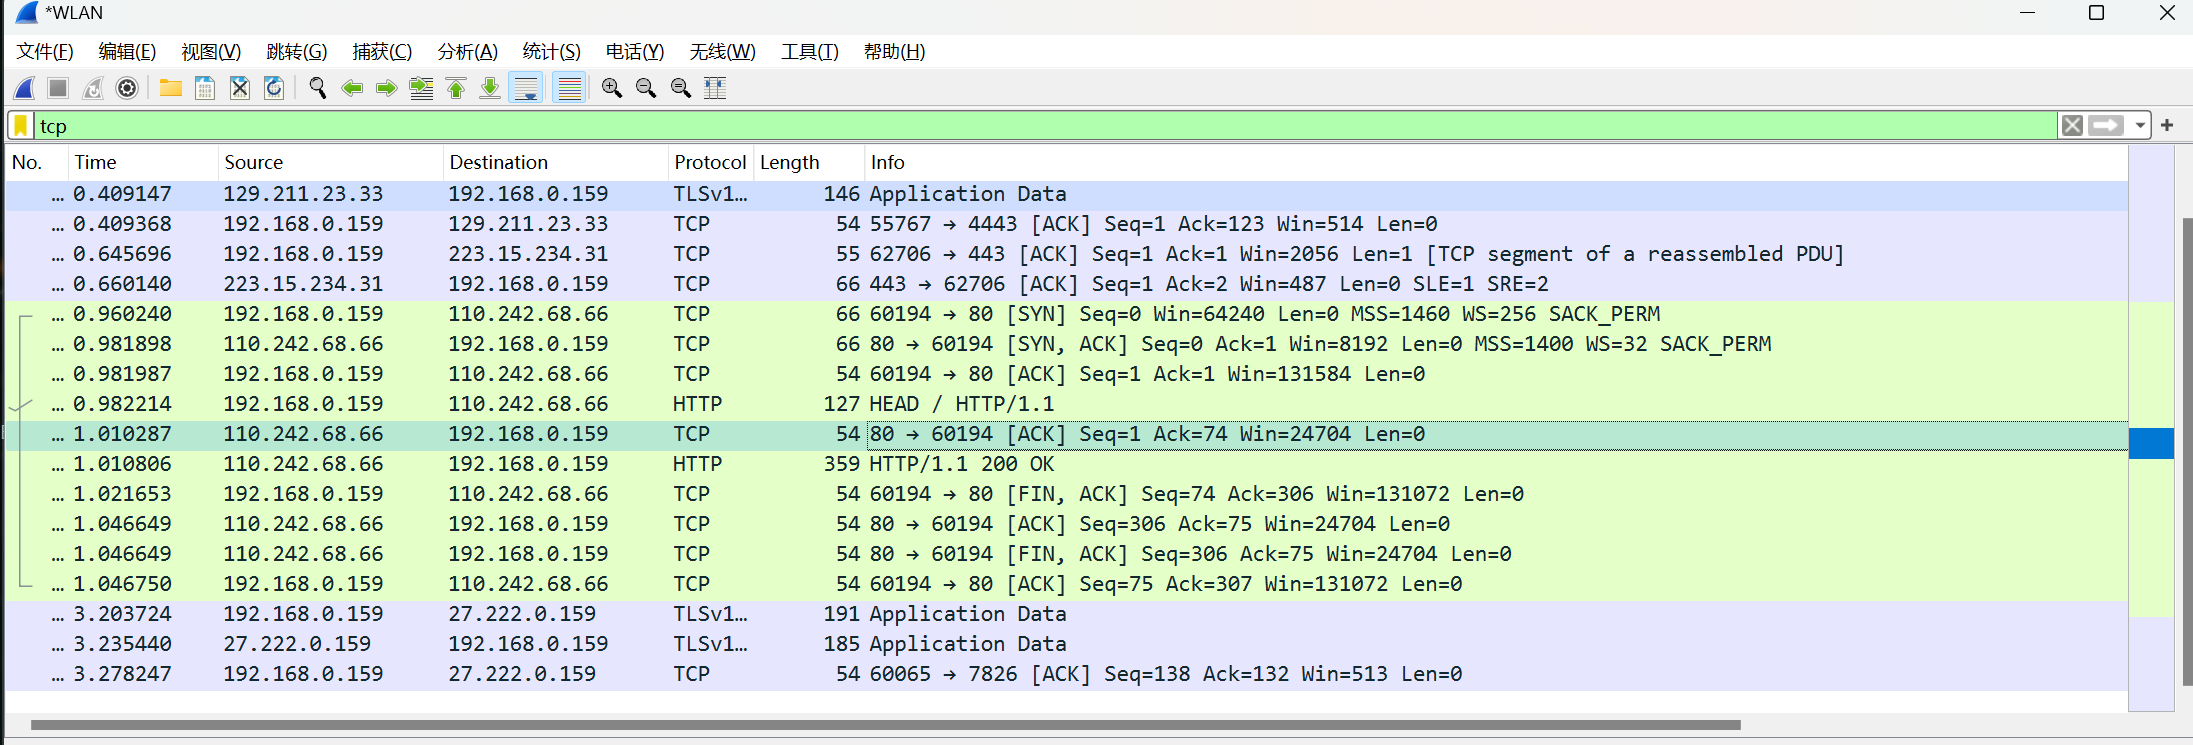 *WLAN
文件(F) 编辑(E) 视图(V) 跳转(G) 捕获(C) 分析(A) 统计(S) 电话(Y) 无线(W) 工具(T) 帮助(H)
tcp
No. Time Source Destination Protocol Length Info
… 0.409147 129.211.23.33 192.168.0.159 TLSv1… 146 Application Data
… 0.409368 192.168.0.159 129.211.23.33 TCP 54 55767 → 4443 [ACK] Seq=1 Ack=123 Win=514 Len=0
… 0.645696 192.168.0.159 223.15.234.31 TCP 55 62706 → 443 [ACK] Seq=1 Ack=1 Win=2056 Len=1 [TCP segment of a reassembled PDU]
… 0.660140 223.15.234.31 192.168.0.159 TCP 66 443 → 62706 [ACK] Seq=1 Ack=2 Win=487 Len=0 SLE=1 SRE=2
… 0.960240 192.168.0.159 110.242.68.66 TCP 66 60194 → 80 [SYN] Seq=0 Win=64240 Len=0 MSS=1460 WS=256 SACK_PERM
… 0.981898 110.242.68.66 192.168.0.159 TCP 66 80 → 60194 [SYN, ACK] Seq=0 Ack=1 Win=8192 Len=0 MSS=1400 WS=32 SACK_PERM
… 0.981987 192.168.0.159 110.242.68.66 TCP 54 60194 → 80 [ACK] Seq=1 Ack=1 Win=131584 Len=0
… 0.982214 192.168.0.159 110.242.68.66 HTTP 127 HEAD / HTTP/1.1
… 1.010287 110.242.68.66 192.168.0.159 TCP 54 80 → 60194 [ACK] Seq=1 Ack=74 Win=24704 Len=0
… 1.010806 110.242.68.66 192.168.0.159 HTTP 359 HTTP/1.1 200 OK
… 1.021653 192.168.0.159 110.242.68.66 TCP 54 60194 → 80 [FIN, ACK] Seq=74 Ack=306 Win=131072 Len=0
… 1.046649 110.242.68.66 192.168.0.159 TCP 54 80 → 60194 [ACK] Seq=306 Ack=75 Win=24704 Len=0
… 1.046649 110.242.68.66 192.168.0.159 TCP 54 80 → 60194 [FIN, ACK] Seq=306 Ack=75 Win=24704 Len=0
… 1.046750 192.168.0.159 110.242.68.66 TCP 54 60194 → 80 [ACK] Seq=75 Ack=307 Win=131072 Len=0
… 3.203724 192.168.0.159 27.222.0.159 TLSv1… 191 Application Data
… 3.235440 27.222.0.159 192.168.0.159 TLSv1… 185 Application Data
… 3.278247 192.168.0.159 27.222.0.159 TCP 54 60065 → 7826 [ACK] Seq=138 Ack=132 Win=513 Len=0